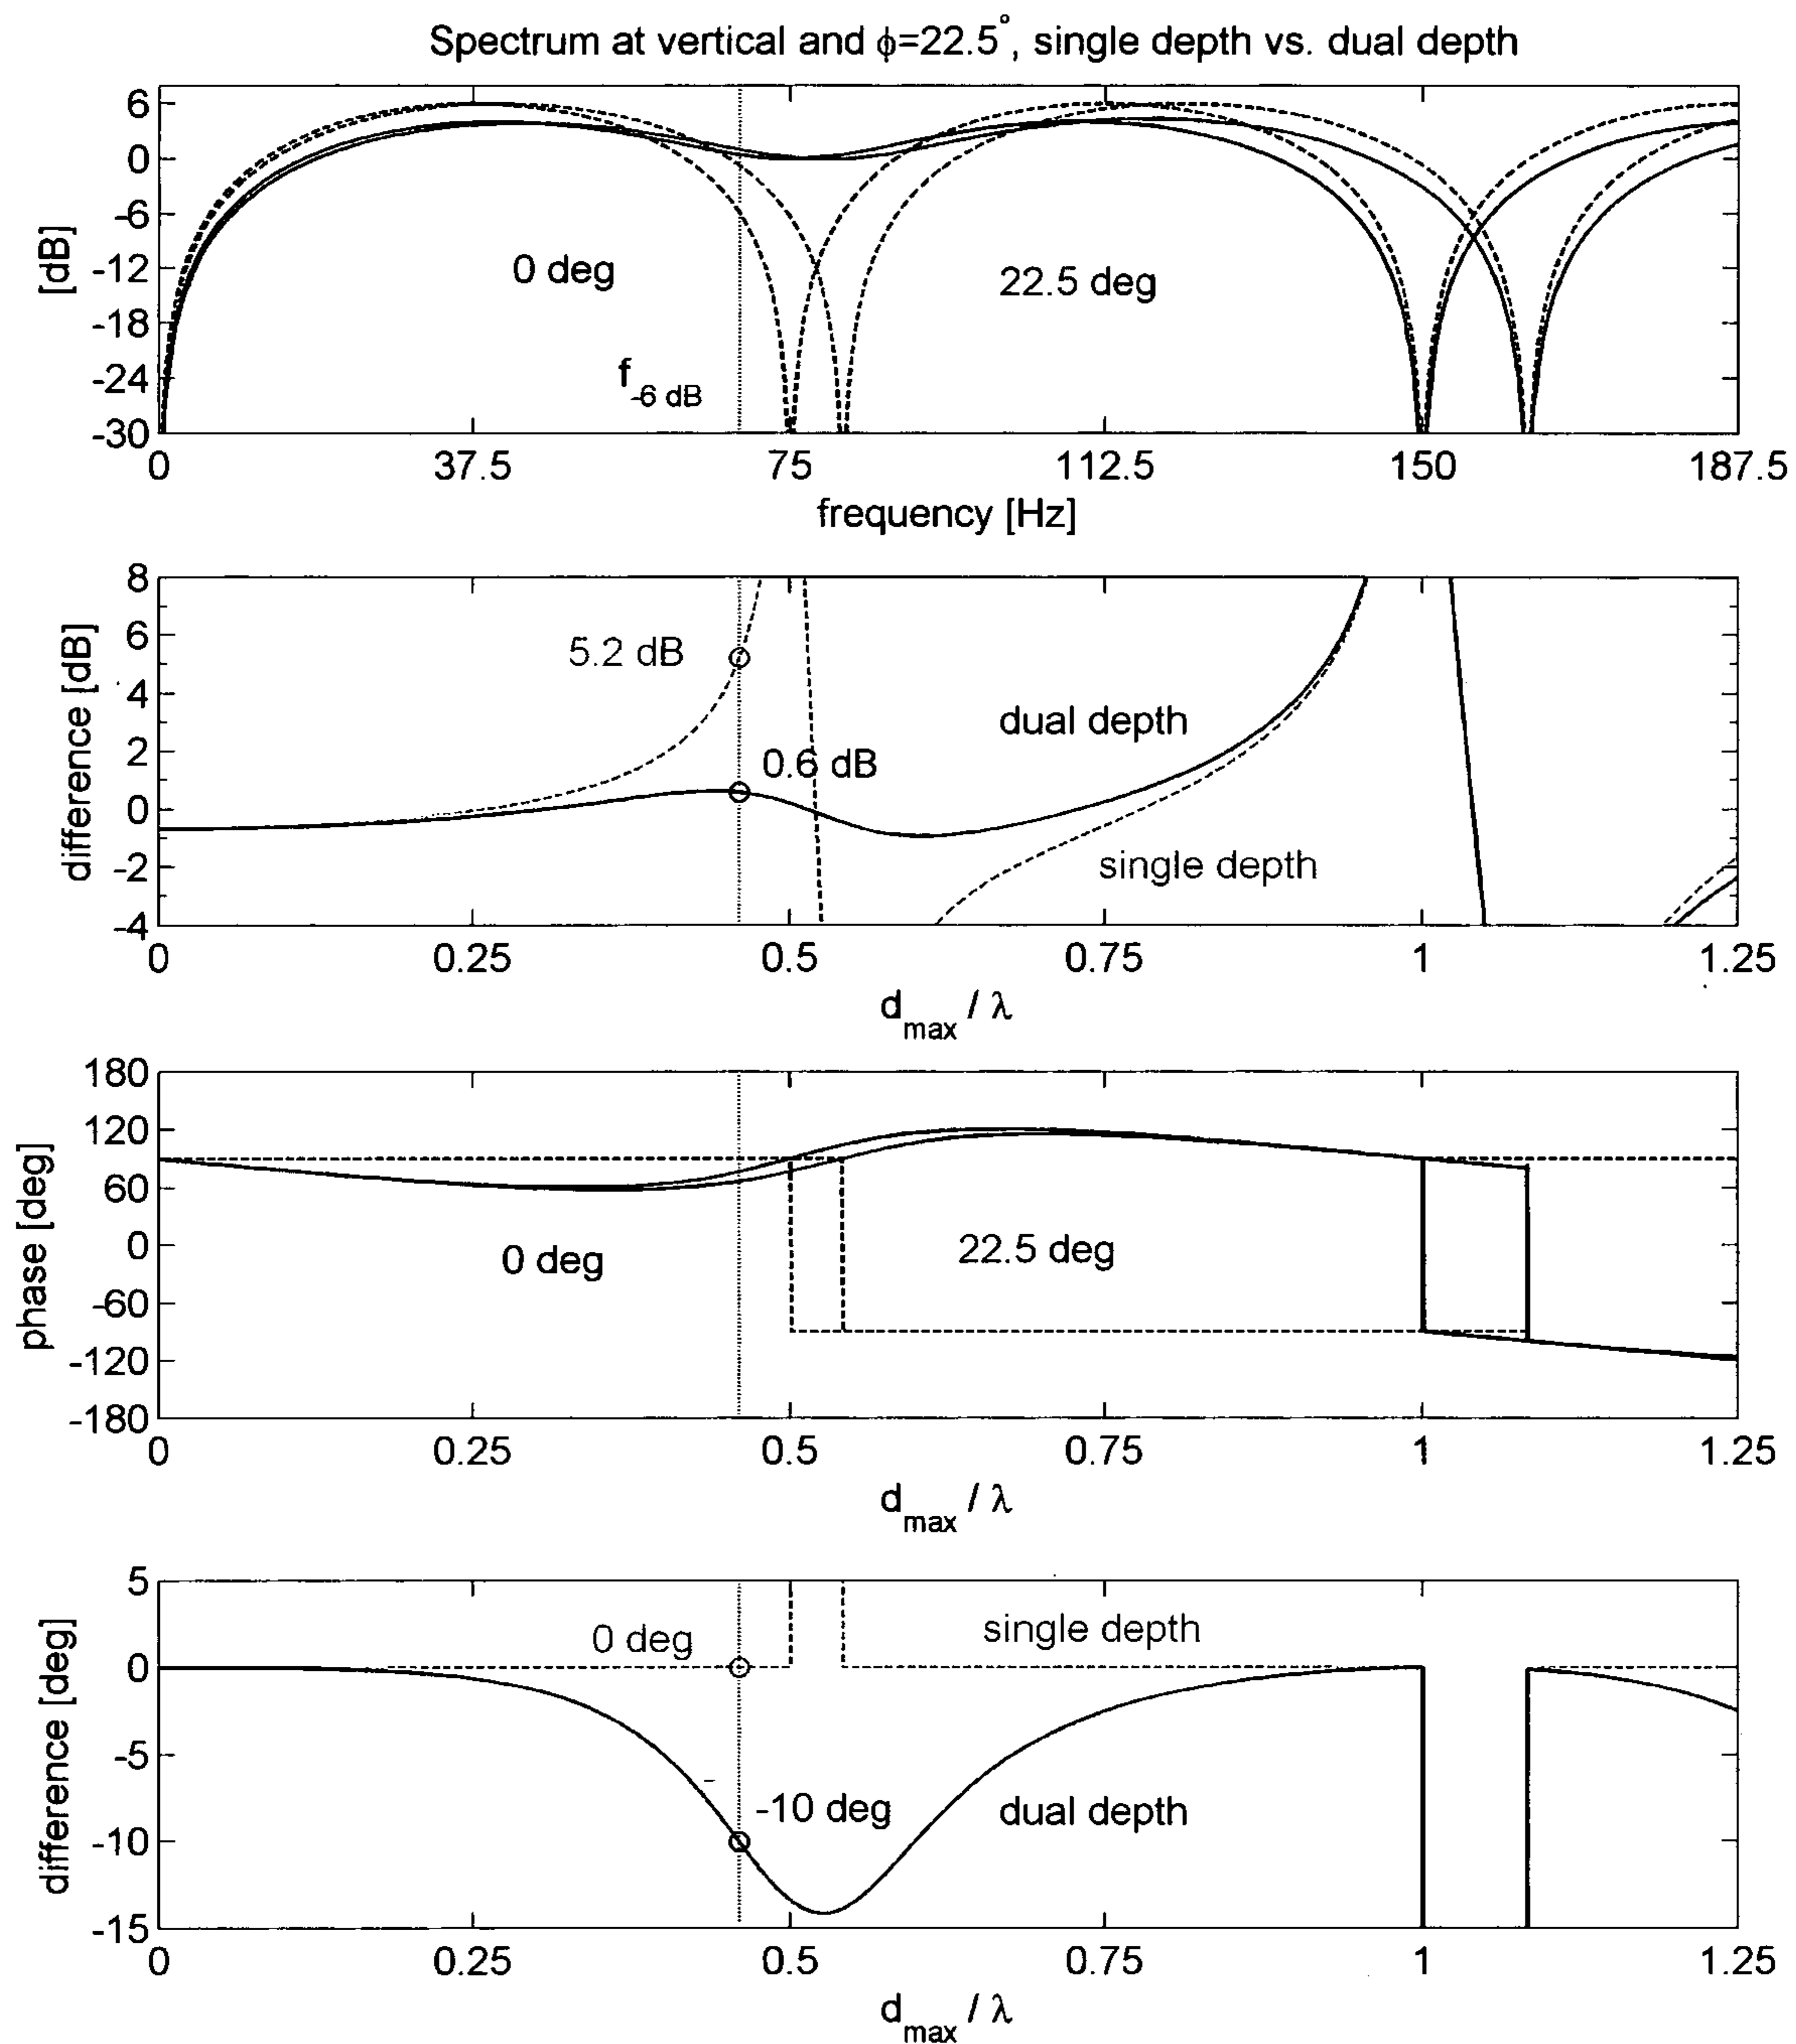 Spectrum at vertical and ϕ=22.5°, single depth vs. dual depth
6
0
-6
-12
-18
-24
-30
[dB]
0 deg
22.5 deg
f-6 dB
0 37.5 75 112.5 150 187.5
frequency [Hz]
8
6
4
2
0
-2
-4
difference [dB]
5.2 dB
dual depth
0.6 dB
single depth
0 0.25 0.5 0.75 1 1.25
dmax / λ
180
120
60
0
-60
-120
-180
phase [deg]
0 deg
22.5 deg
0 0.25 0.5 0.75 1 1.25
dmax / λ
5
0
-5
-10
-15
difference [deg]
0 deg
single depth
-10 deg
dual depth
0 0.25 0.5 0.75 1 1.25
dmax / λ